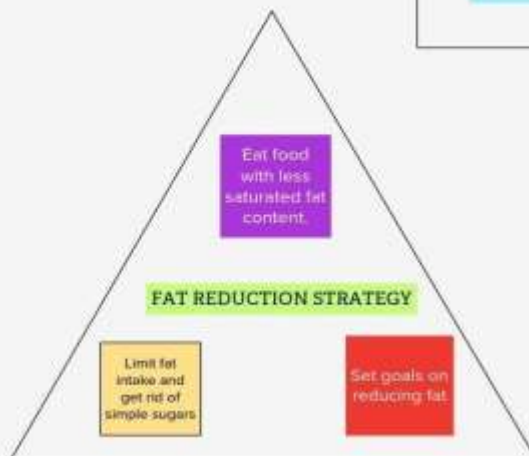 Eat food
with less
saturated fat
content.
FAT REDUCTION STRATEGY
Limit fat
intake and
get rid of
simple sugars
Set goals on
reducing fat